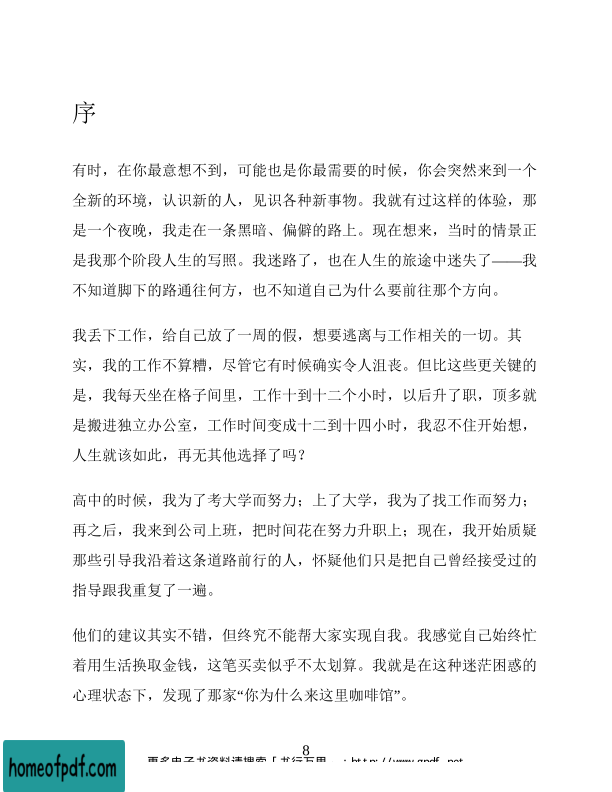 序
有时，在你最意想不到，可能也是你最需要的时候，你会突然来到一个
全新的环境，认识新的人，见识各种新事物。我就有过这样的体验，那
是一个夜晚，我走在一条黑暗、偏僻的路上。现在想来，当时的情景正
是我那个阶段人生的写照。我迷路了，也在人生的旅途中迷失了——我
不知道脚下的路通往何方，也不知道自己为什么要前往那个方向。
我丢下工作，给自己放了一周的假，想要逃离与工作相关的一切。其
实，我的工作不算糟，尽管它有时候确实令人沮丧。但比这些更关键的
是，我每天坐在格子间里，工作十到十二个小时，以后升了职，顶多就
是搬进独立办公室，工作时间变成十二到十四小时，我忍不住开始想，
人生就该如此，再无其他选择了吗？
高中的时候，我为了考大学而努力；上了大学，我为了找工作而努力；
再之后，我来到公司上班，把时间花在努力升职上；现在，我开始质疑
那些引导我沿着这条道路前行的人，怀疑他们只是把自己曾经接受过的
指导跟我重复了一遍。
他们的建议其实不错，但终究不能帮大家实现自我。我感觉自己始终忙
着用生活换取金钱，这笔买卖似乎不太划算。我就是在这种迷茫困惑的
心理状态下，发现了那家“你为什么来这里咖啡馆”。
8
更多电子书资料请搜索「书行万里
homeofpdf.com